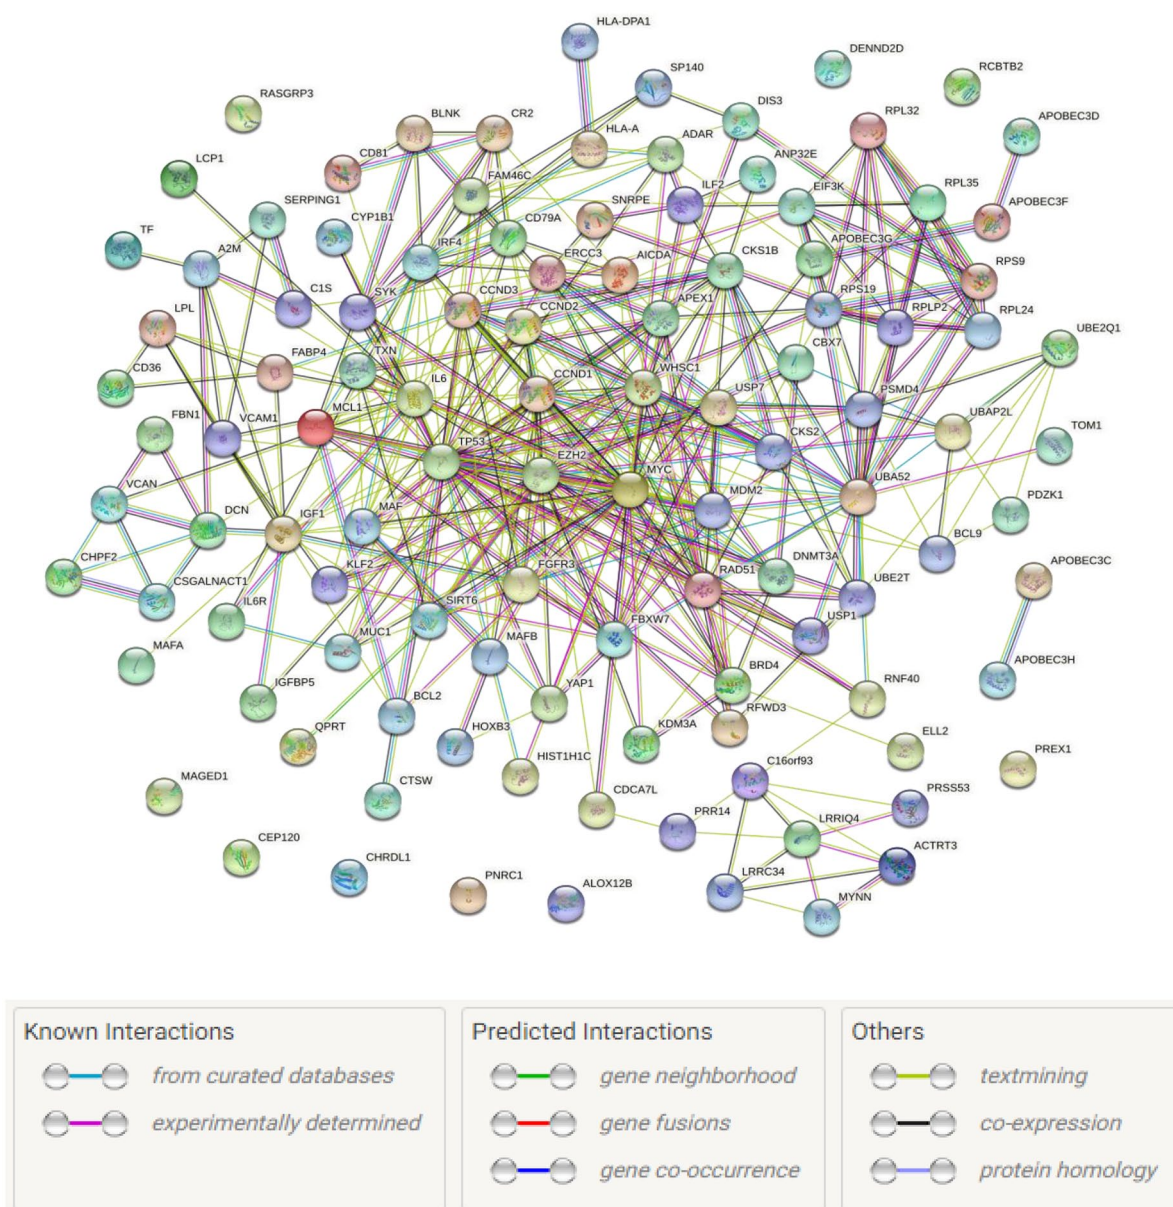 HLA-DPA1
DENND2D
SP140
RCBTB2
RASGRP3
DIS3
RPL32
APOBEC3D
BLNK
CR2
HLA-A
ADAR
LCP1
CD81
FAM46C
ANP32E
ILF2
EIF3K
RPL35
APOBEC3F
SERPING1
CYP1B1
SNRPE
CD79A
TF
A2M
IRF4
ERCC3
AICDA
CKS1B
APOBEC3G
RPS9
C1S
SYK
CCND3
CCND2
APEX1
RPS19
RPLP2
RPL24
LPL
UBE2Q1
FABP4
TXN
CBX7
CD36
IL6
CCND1
WHSC1
USP7
PSMD4
FBN1
VCAM1
MCL1
UBAP2L
TOM1
TP53
EZH2
CKS2
MYC
UBA52
VCAN
DCN
IGF1
MAF
MDM2
PDZK1
BCL9
CHPF2
CSGALNACT1
KLF2
FGFR3
RAD51
DNMT3A
UBE2T
APOBEC3C
IL6R
SIRT6
FBXW7
USP1
MAFA
MUC1
MAFB
APOBEC3H
IGFBP5
BCL2
YAP1
BRD4
RNF40
QPRT
HOXB3
KDM3A
RFWD3
ELL2
MAGED1
CTSW
HIST1H1C
C16orf93
PREX1
CDCA7L
PRSS53
PRR14
LRRIQ4
CEP120
ACTRT3
CHRDL1
PNRC1
ALOX12B
LRRC34
MYNN
Known Interactions
from curated databases
experimentally determined
Predicted Interactions
gene neighborhood
gene fusions
gene co-occurrence
Others
textmining
co-expression
protein homology